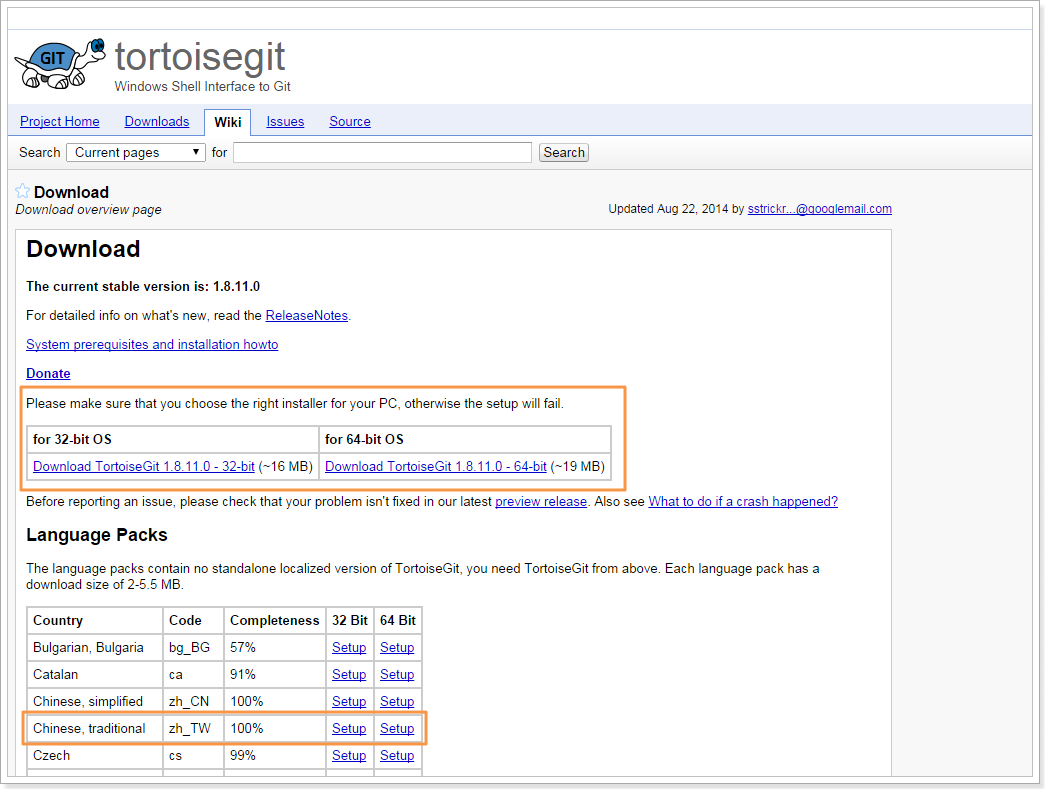 GIT
tortoisegit
Windows Shell Interface to Git
Project Home Downloads Wiki Issues Source
Search Current pages for Search
Download
Download overview page
Updated Aug 22, 2014 by sstrickr...@googlemail.com
Download
The current stable version is: 1.8.11.0
For detailed info on what's new, read the ReleaseNotes.
System prerequisites and installation howto
Donate
Please make sure that you choose the right installer for your PC, otherwise the setup will fail.
for 32-bit OS for 64-bit OS
Download TortoiseGit 1.8.11.0 - 32-bit (~16 MB) Download TortoiseGit 1.8.11.0 - 64-bit (~19 MB)
Before reporting an issue, please check that your problem isn't fixed in our latest preview release. Also see What to do if a crash happened?
Language Packs
The language packs contain no standalone localized version of TortoiseGit, you need TortoiseGit from above. Each language pack has a
download size of 2-5.5 MB.
Country Code Completeness 32 Bit 64 Bit
Bulgarian, Bulgaria bg_BG 57% Setup Setup
Catalan ca 91% Setup Setup
Chinese, simplified zh_CN 100% Setup Setup
Chinese, traditional zh_TW 100% Setup Setup
Czech cs 99% Setup Setup